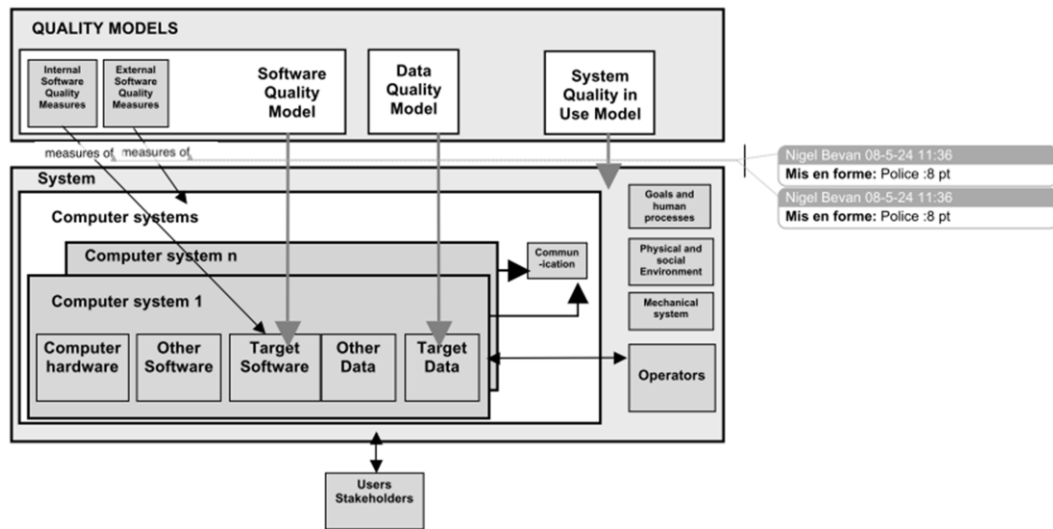 QUALITY MODELS
Internal
Software
Quality
Measures
External
Software
Quality
Measures
Software
Quality
Model
Data
Quality
Model
System
Quality in
Use Model
measures of
measures of
Nigel Bevan 08-5-24 11:36
Mis en forme: Police :8 pt
Nigel Bevan 08-5-24 11:36
Mis en forme: Police :8 pt
System
Computer systems
Computer system n
Computer system 1
Commun
-ication
Goals and
human
processes
Physical and
social
Environment
Mechanical
system
Computer
hardware
Other
Software
Target
Software
Other
Data
Target
Data
Operators
Users
Stakeholders